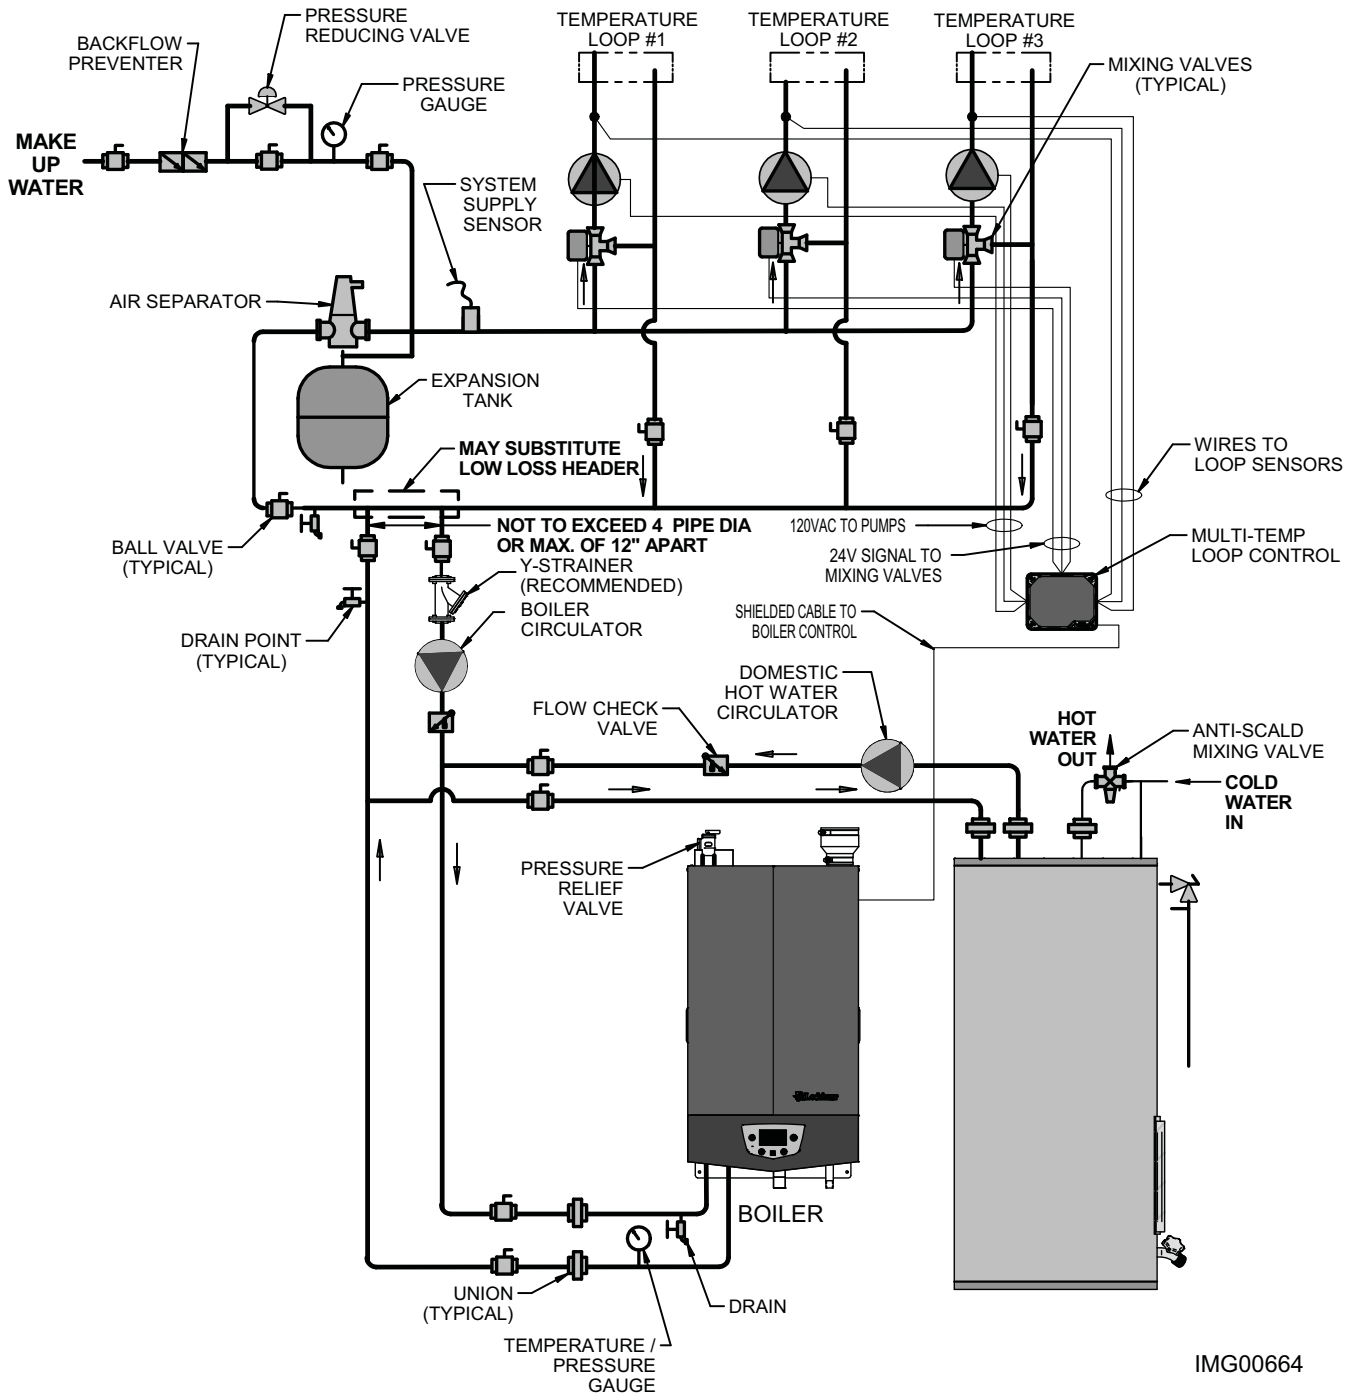 PRESSURE
REDUCING VALVE
BACKFLOW
PREVENTER
PRESSURE
GAUGE
TEMPERATURE
LOOP #1
TEMPERATURE
LOOP #2
TEMPERATURE
LOOP #3
MIXING VALVES
(TYPICAL)
MAKE
UP
WATER
SYSTEM
SUPPLY
SENSOR
AIR SEPARATOR
EXPANSION
TANK
MAY SUBSTITUTE
LOW LOSS HEADER
WIRES TO
LOOP SENSORS
NOT TO EXCEED 4 PIPE DIA
OR MAX. OF 12" APART
120VAC TO PUMPS
24V SIGNAL TO
MIXING VALVES
MULTI-TEMP
LOOP CONTROL
BALL VALVE
(TYPICAL)
Y-STRAINER
(RECOMMENDED)
BOILER
CIRCULATOR
SHIELDED CABLE TO
BOILER CONTROL
DRAIN POINT
(TYPICAL)
DOMESTIC
HOT WATER
CIRCULATOR
FLOW CHECK
VALVE
HOT
WATER
OUT
ANTI-SCALD
MIXING VALVE
COLD
WATER
IN
PRESSURE
RELIEF
VALVE
Lochinvar
BOILER
UNION
(TYPICAL)
DRAIN
TEMPERATURE /
PRESSURE
GAUGE
IMG00664